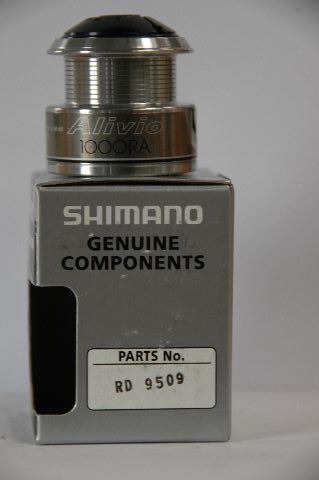 Alivio
1000RA
SHIMANO
GENUINE
COMPONENTS
PARTS No.
RD 9509